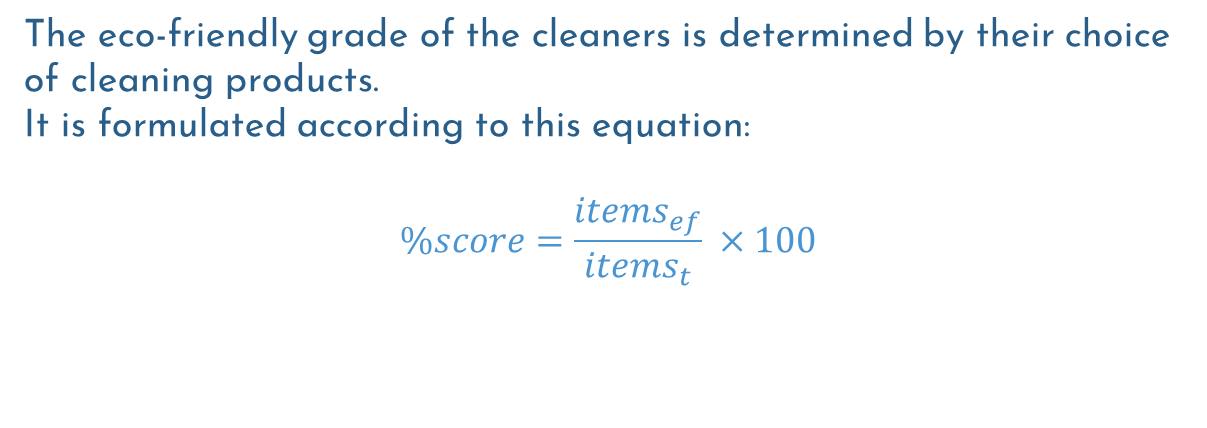 The eco-friendly grade of the cleaners is determined by their choice
of cleaning products.
It is formulated according to this equation:
%score = items_ef / items_t × 100